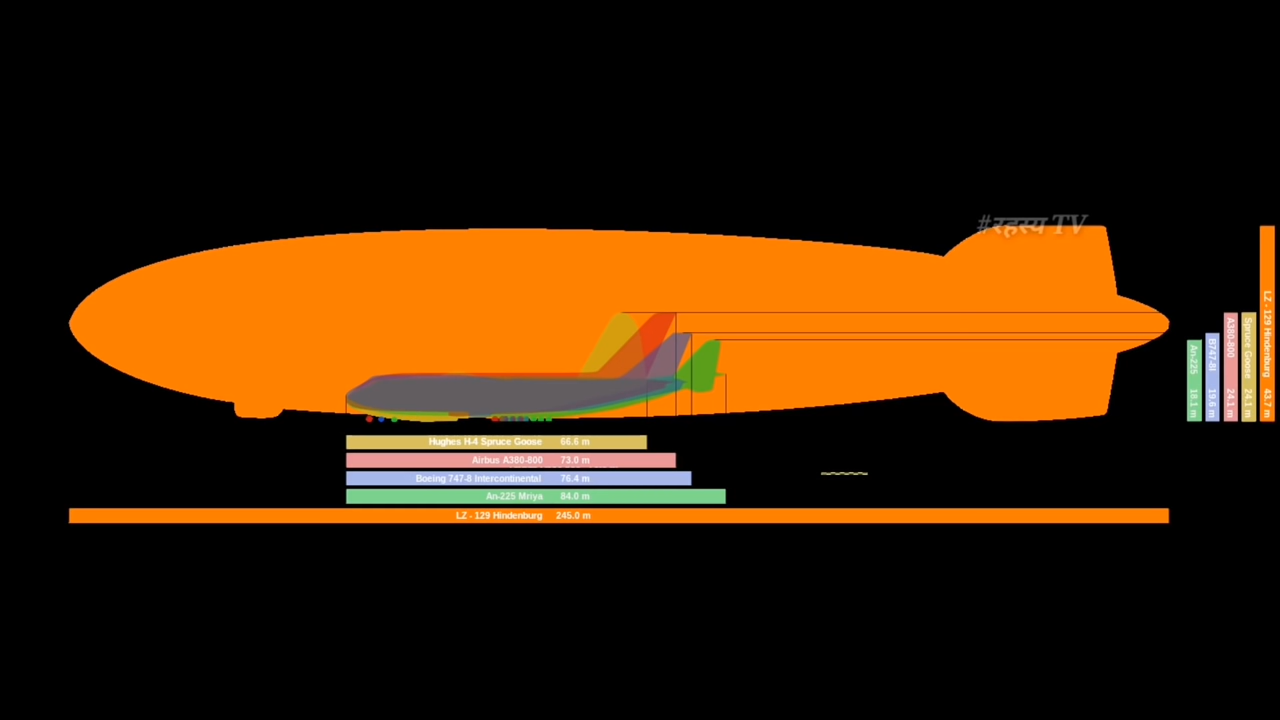 #रहस्य TV
Hughes H-4 Spruce Goose 66.6 m
Airbus A380-800 73.0 m
Boeing 747-8 Intercontinental 76.4 m
An-225 Mriya 84.0 m
LZ - 129 Hindenburg 245.0 m
An-225 18.1 m
B747-8I 19.6 m
A380-800 24.1 m
Spruce Goose 24.1 m
LZ - 129 Hindenburg 43.7 m